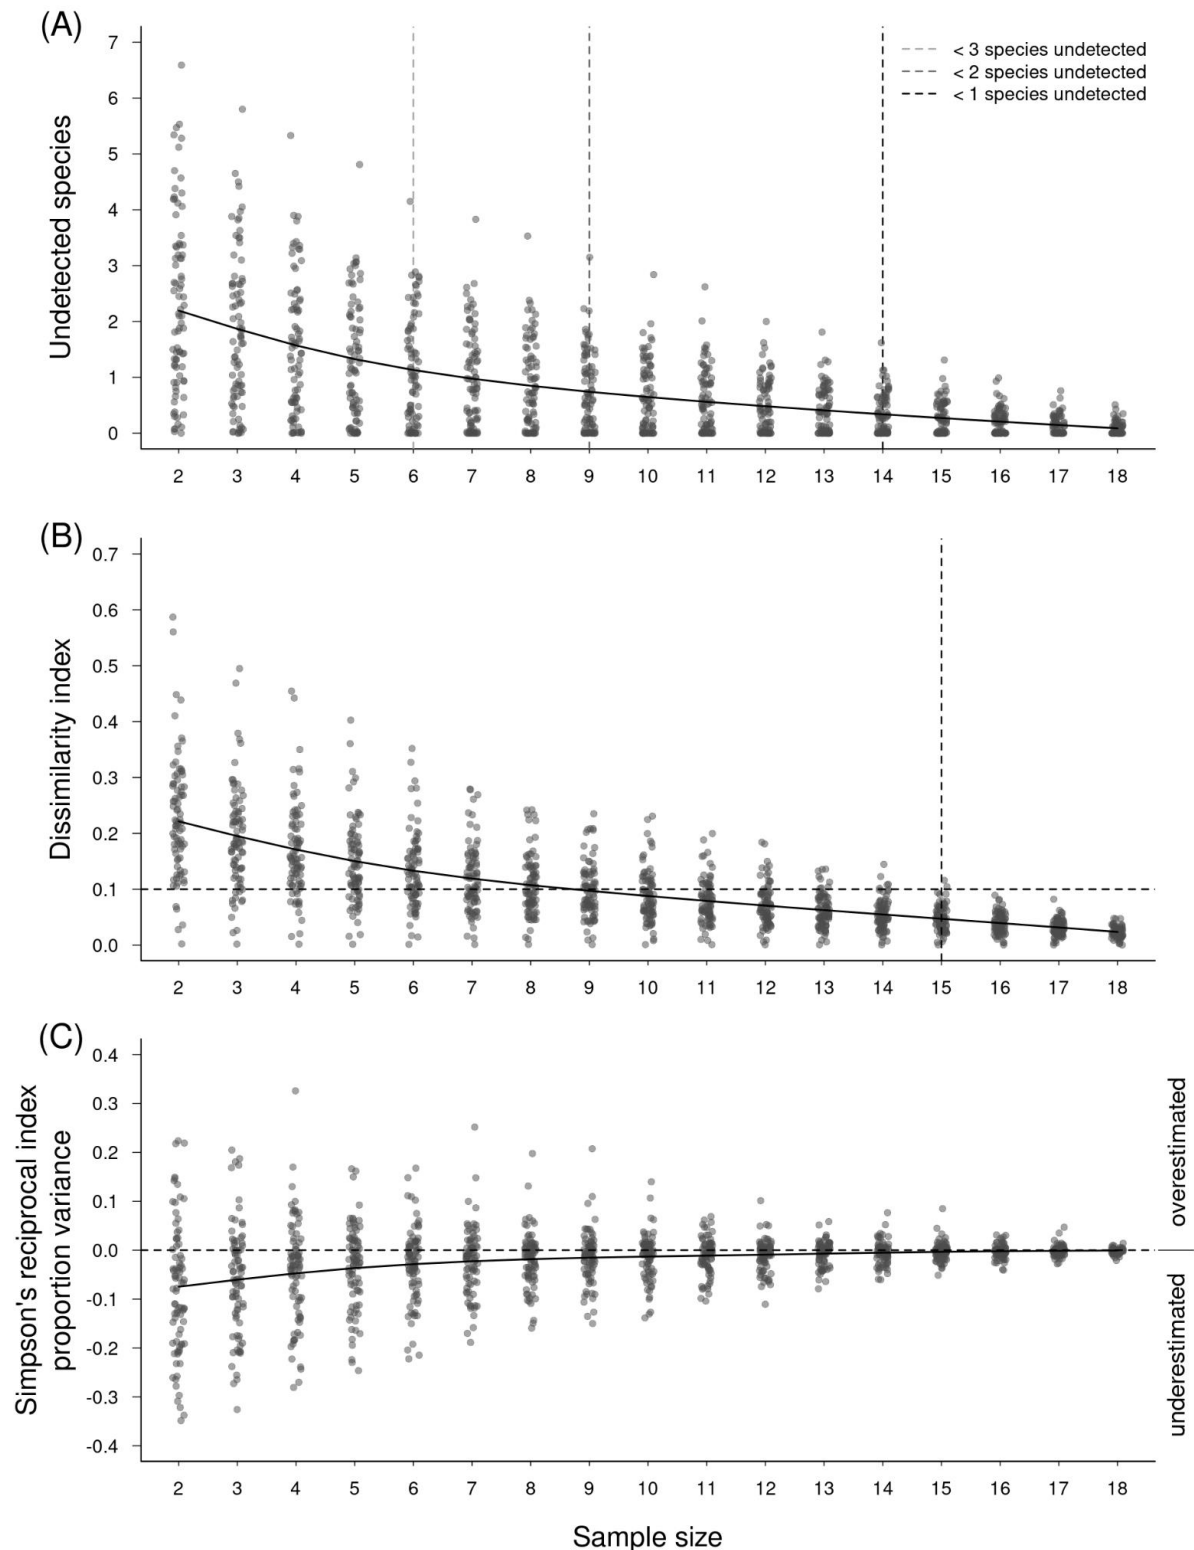 (A)
Undetected species
7
6
5
4
3
2
1
0
< 3 species undetected
< 2 species undetected
< 1 species undetected
2 3 4 5 6 7 8 9 10 11 12 13 14 15 16 17 18
(B)
Dissimilarity index
0.7
0.6
0.5
0.4
0.3
0.2
0.1
0.0
2 3 4 5 6 7 8 9 10 11 12 13 14 15 16 17 18
(C)
Simpson's reciprocal index
proportion variance
0.4
0.3
0.2
0.1
0.0
-0.1
-0.2
-0.3
-0.4
overestimated
underestimated
2 3 4 5 6 7 8 9 10 11 12 13 14 15 16 17 18
Sample size